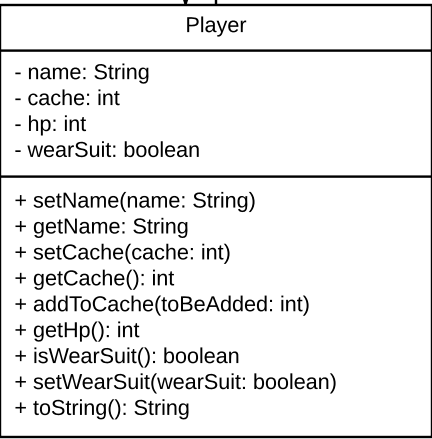 Player
- name: String
- cache: int
- hp: int
- wearSuit: boolean
+ setName(name: String)
+ getName: String
+ setCache(cache: int)
+ getCache(): int
+ addToCache(toBeAdded: int)
+ getHp(): int
+ isWearSuit(): boolean
+ setWearSuit(wearSuit: boolean)
+ toString(): String